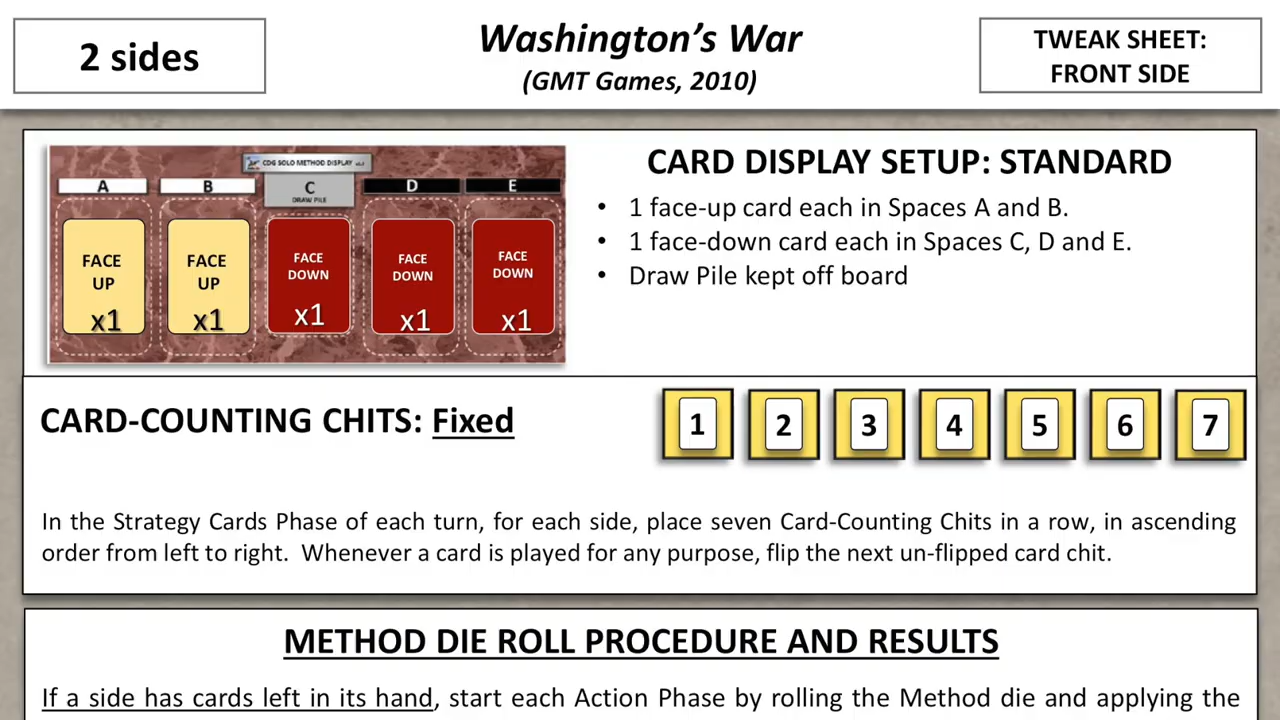 2 sides
Washington's War
(GMT Games, 2010)
TWEAK SHEET:
FRONT SIDE
CDG SOLO METHOD DISPLAY
A B C D E
DRAW PILE
FACE UP x1
FACE UP x1
FACE DOWN x1
FACE DOWN x1
FACE DOWN x1
CARD DISPLAY SETUP: STANDARD
• 1 face-up card each in Spaces A and B.
• 1 face-down card each in Spaces C, D and E.
• Draw Pile kept off board
CARD-COUNTING CHITS: Fixed
1 2 3 4 5 6 7
In the Strategy Cards Phase of each turn, for each side, place seven Card-Counting Chits in a row, in ascending
order from left to right. Whenever a card is played for any purpose, flip the next un-flipped card chit.
METHOD DIE ROLL PROCEDURE AND RESULTS
If a side has cards left in its hand, start each Action Phase by rolling the Method die and applying the